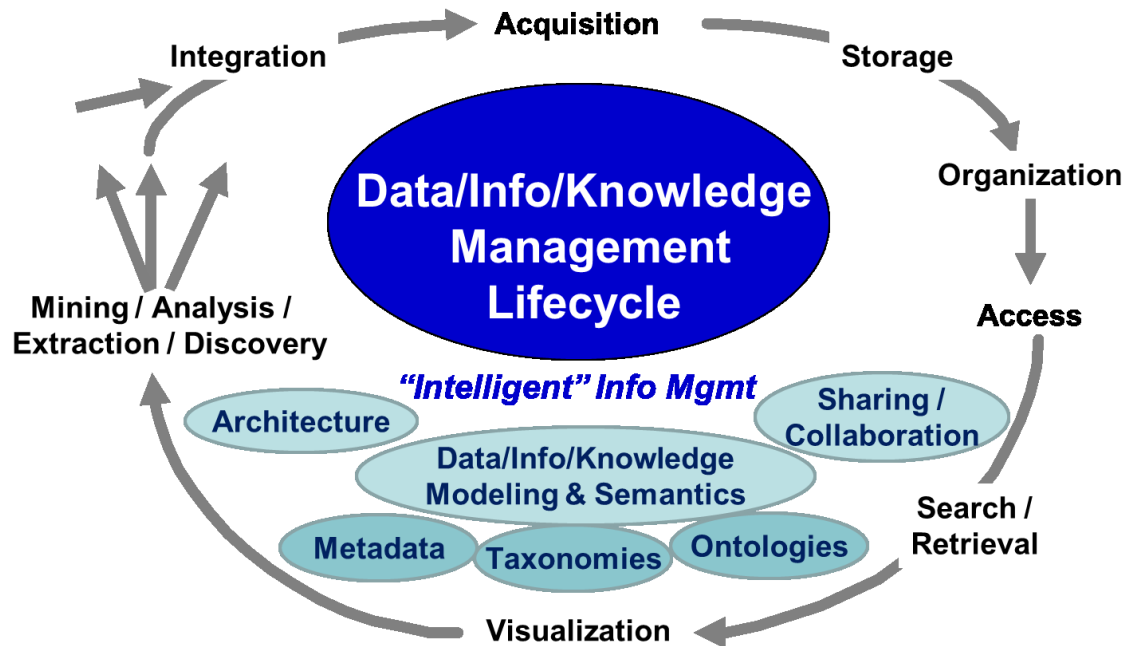 Acquisition
Integration
Storage
Data/Info/Knowledge
Management
Lifecycle
Organization
Mining / Analysis /
Extraction / Discovery
Access
“Intelligent” Info Mgmt
Architecture
Sharing /
Collaboration
Data/Info/Knowledge
Modeling & Semantics
Search /
Retrieval
Metadata
Taxonomies
Ontologies
Visualization